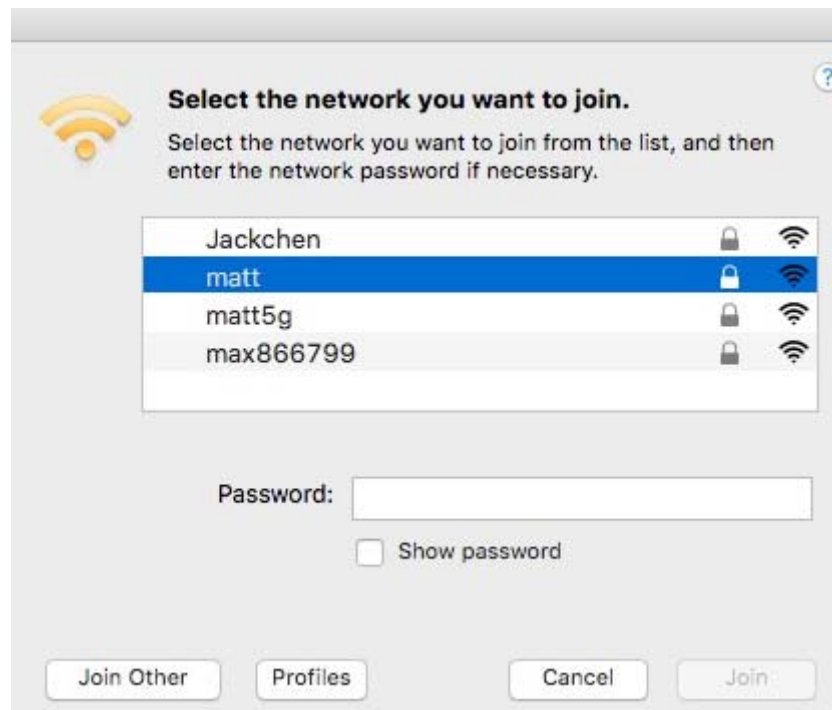 ?
Select the network you want to join.
Select the network you want to join from the list, and then
enter the network password if necessary.
Jackchen
matt
matt5g
max866799
Password:
Show password
Join Other Profiles Cancel Join